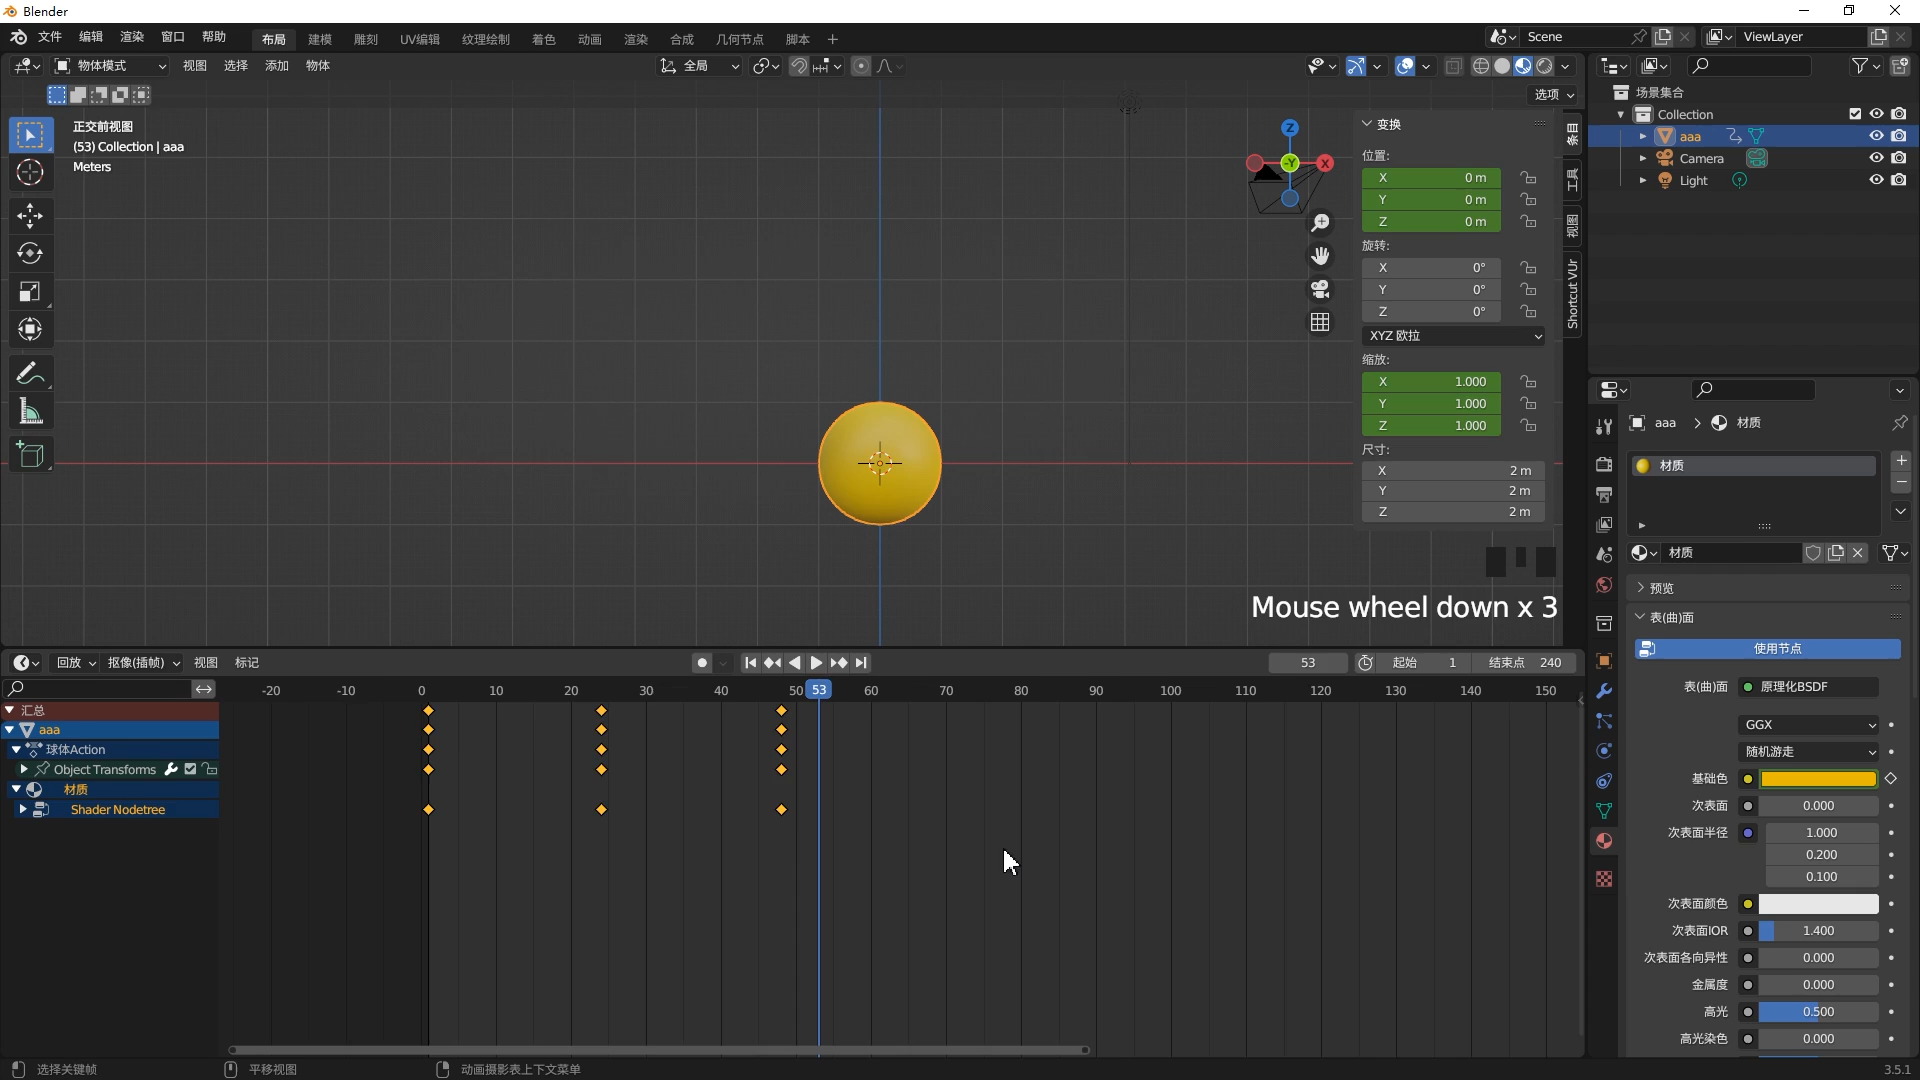 Blender
文件 编辑 渲染 窗口 帮助 布局 建模 雕刻 UV编辑 纹理绘制 着色 动画 渲染 合成 几何节点 脚本 + Scene ViewLayer
物体模式 视图 选择 添加 物体 全局
选项
正交前视图
(53) Collection | aaa
Meters
Z
-Y
X
变换
位置:
X 0 m
Y 0 m
Z 0 m
旋转:
X 0°
Y 0°
Z 0°
XYZ 欧拉
缩放:
X 1.000
Y 1.000
Z 1.000
尺寸:
X 2 m
Y 2 m
Z 2 m
条目
工具
视图
Shortcut VUr
Mouse wheel down x 3
场景集合
Collection
aaa
Camera
Light
aaa > 材质
材质
材质
预览
表(曲)面
使用节点
表(曲)面 原理化BSDF
GGX
随机游走
基础色
次表面 0.000
次表面半径 1.000
0.200
0.100
次表面颜色
次表面IOR 1.400
次表面各向异性 0.000
金属度 0.000
高光 0.500
高光染色 0.000
回放 抠像(插帧) 视图 标记 53 起始 1 结束点 240
-20 -10 0 10 20 30 40 50 53 60 70 80 90 100 110 120 130 140 150
汇总
aaa
球体Action
Object Transforms
材质
Shader Nodetree
选择关键帧 平移视图 动画摄影表上下文菜单 3.5.1